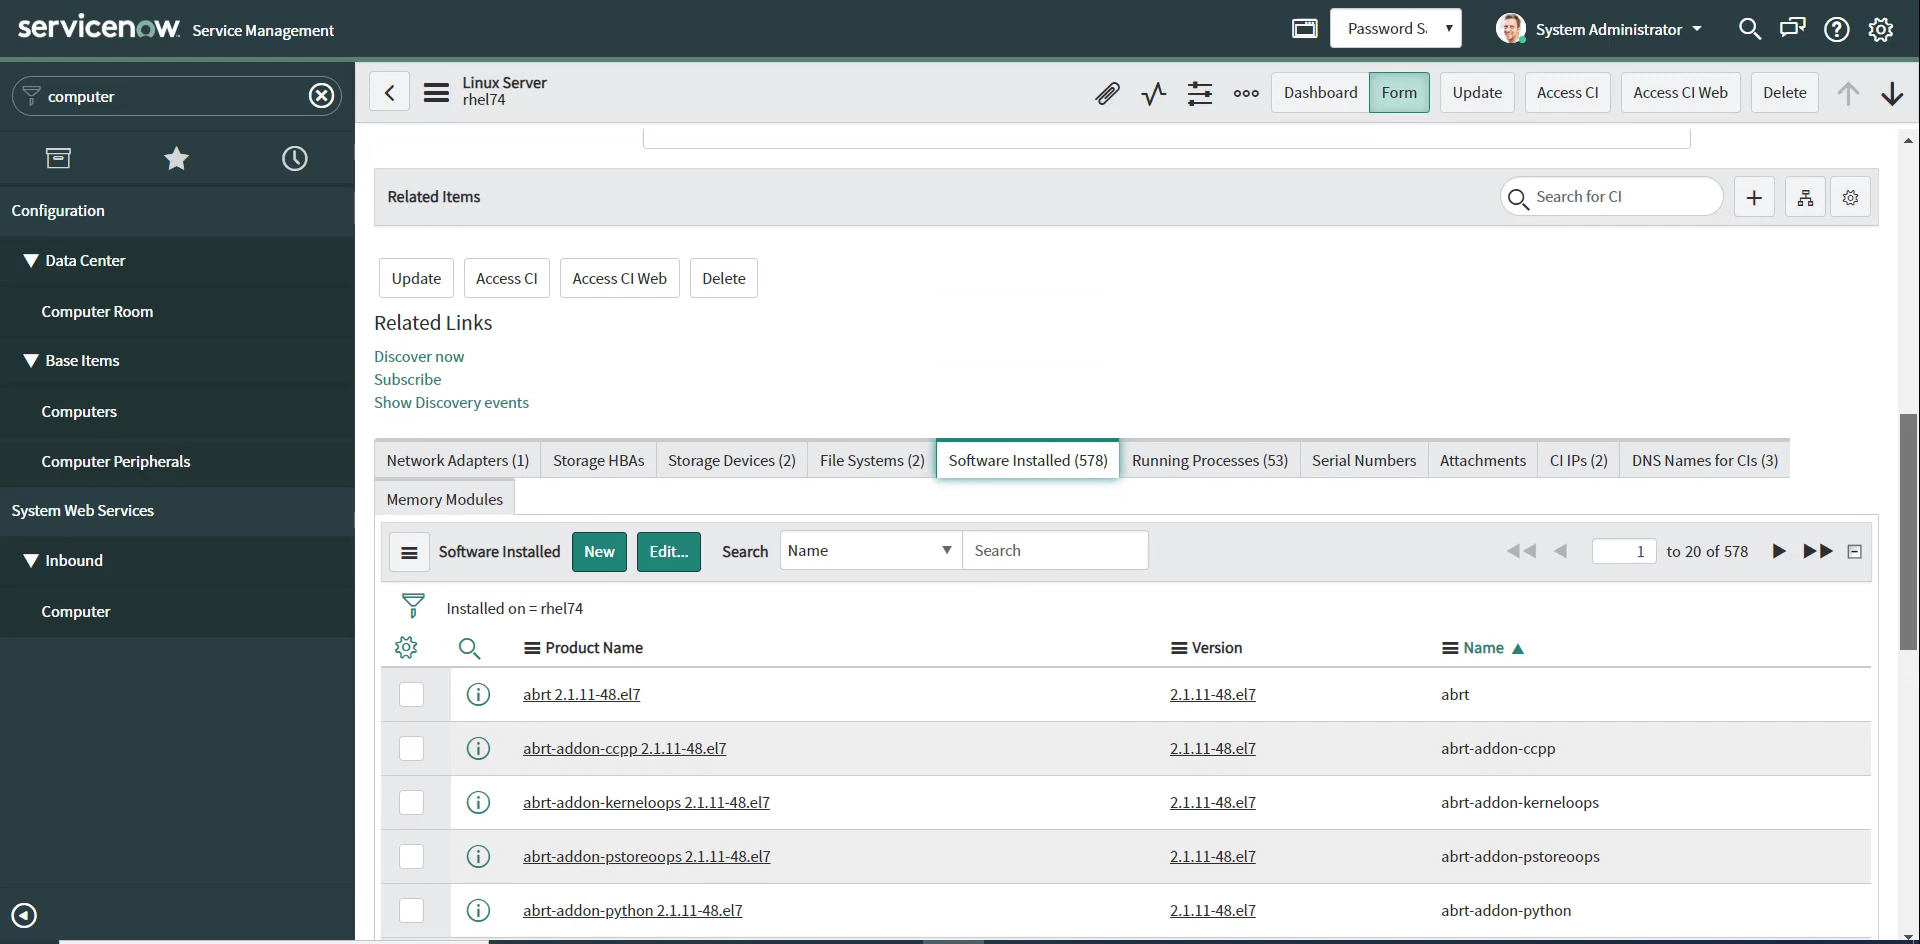 servicenow. Service Management
Password Sa
System Administrator
computer
Configuration
Data Center
Computer Room
Base Items
Computers
Computer Peripherals
System Web Services
Inbound
Computer
Linux Server
rhel74
Dashboard Form Update Access CI Access CI Web Delete
Related Items
Search for CI
Update Access CI Access CI Web Delete
Related Links
Discover now
Subscribe
Show Discovery events
Network Adapters (1) Storage HBAs Storage Devices (2) File Systems (2) Software Installed (578) Running Processes (53) Serial Numbers Attachments CI IPs (2) DNS Names for CIs (3)
Memory Modules
Software Installed New Edit... Search Name Search 1 to 20 of 578
Installed on = rhel74
Product Name Version Name
abrt 2.1.11-48.el7 2.1.11-48.el7 abrt
abrt-addon-ccpp 2.1.11-48.el7 2.1.11-48.el7 abrt-addon-ccpp
abrt-addon-kerneloops 2.1.11-48.el7 2.1.11-48.el7 abrt-addon-kerneloops
abrt-addon-pstoreoops 2.1.11-48.el7 2.1.11-48.el7 abrt-addon-pstoreoops
abrt-addon-python 2.1.11-48.el7 2.1.11-48.el7 abrt-addon-python